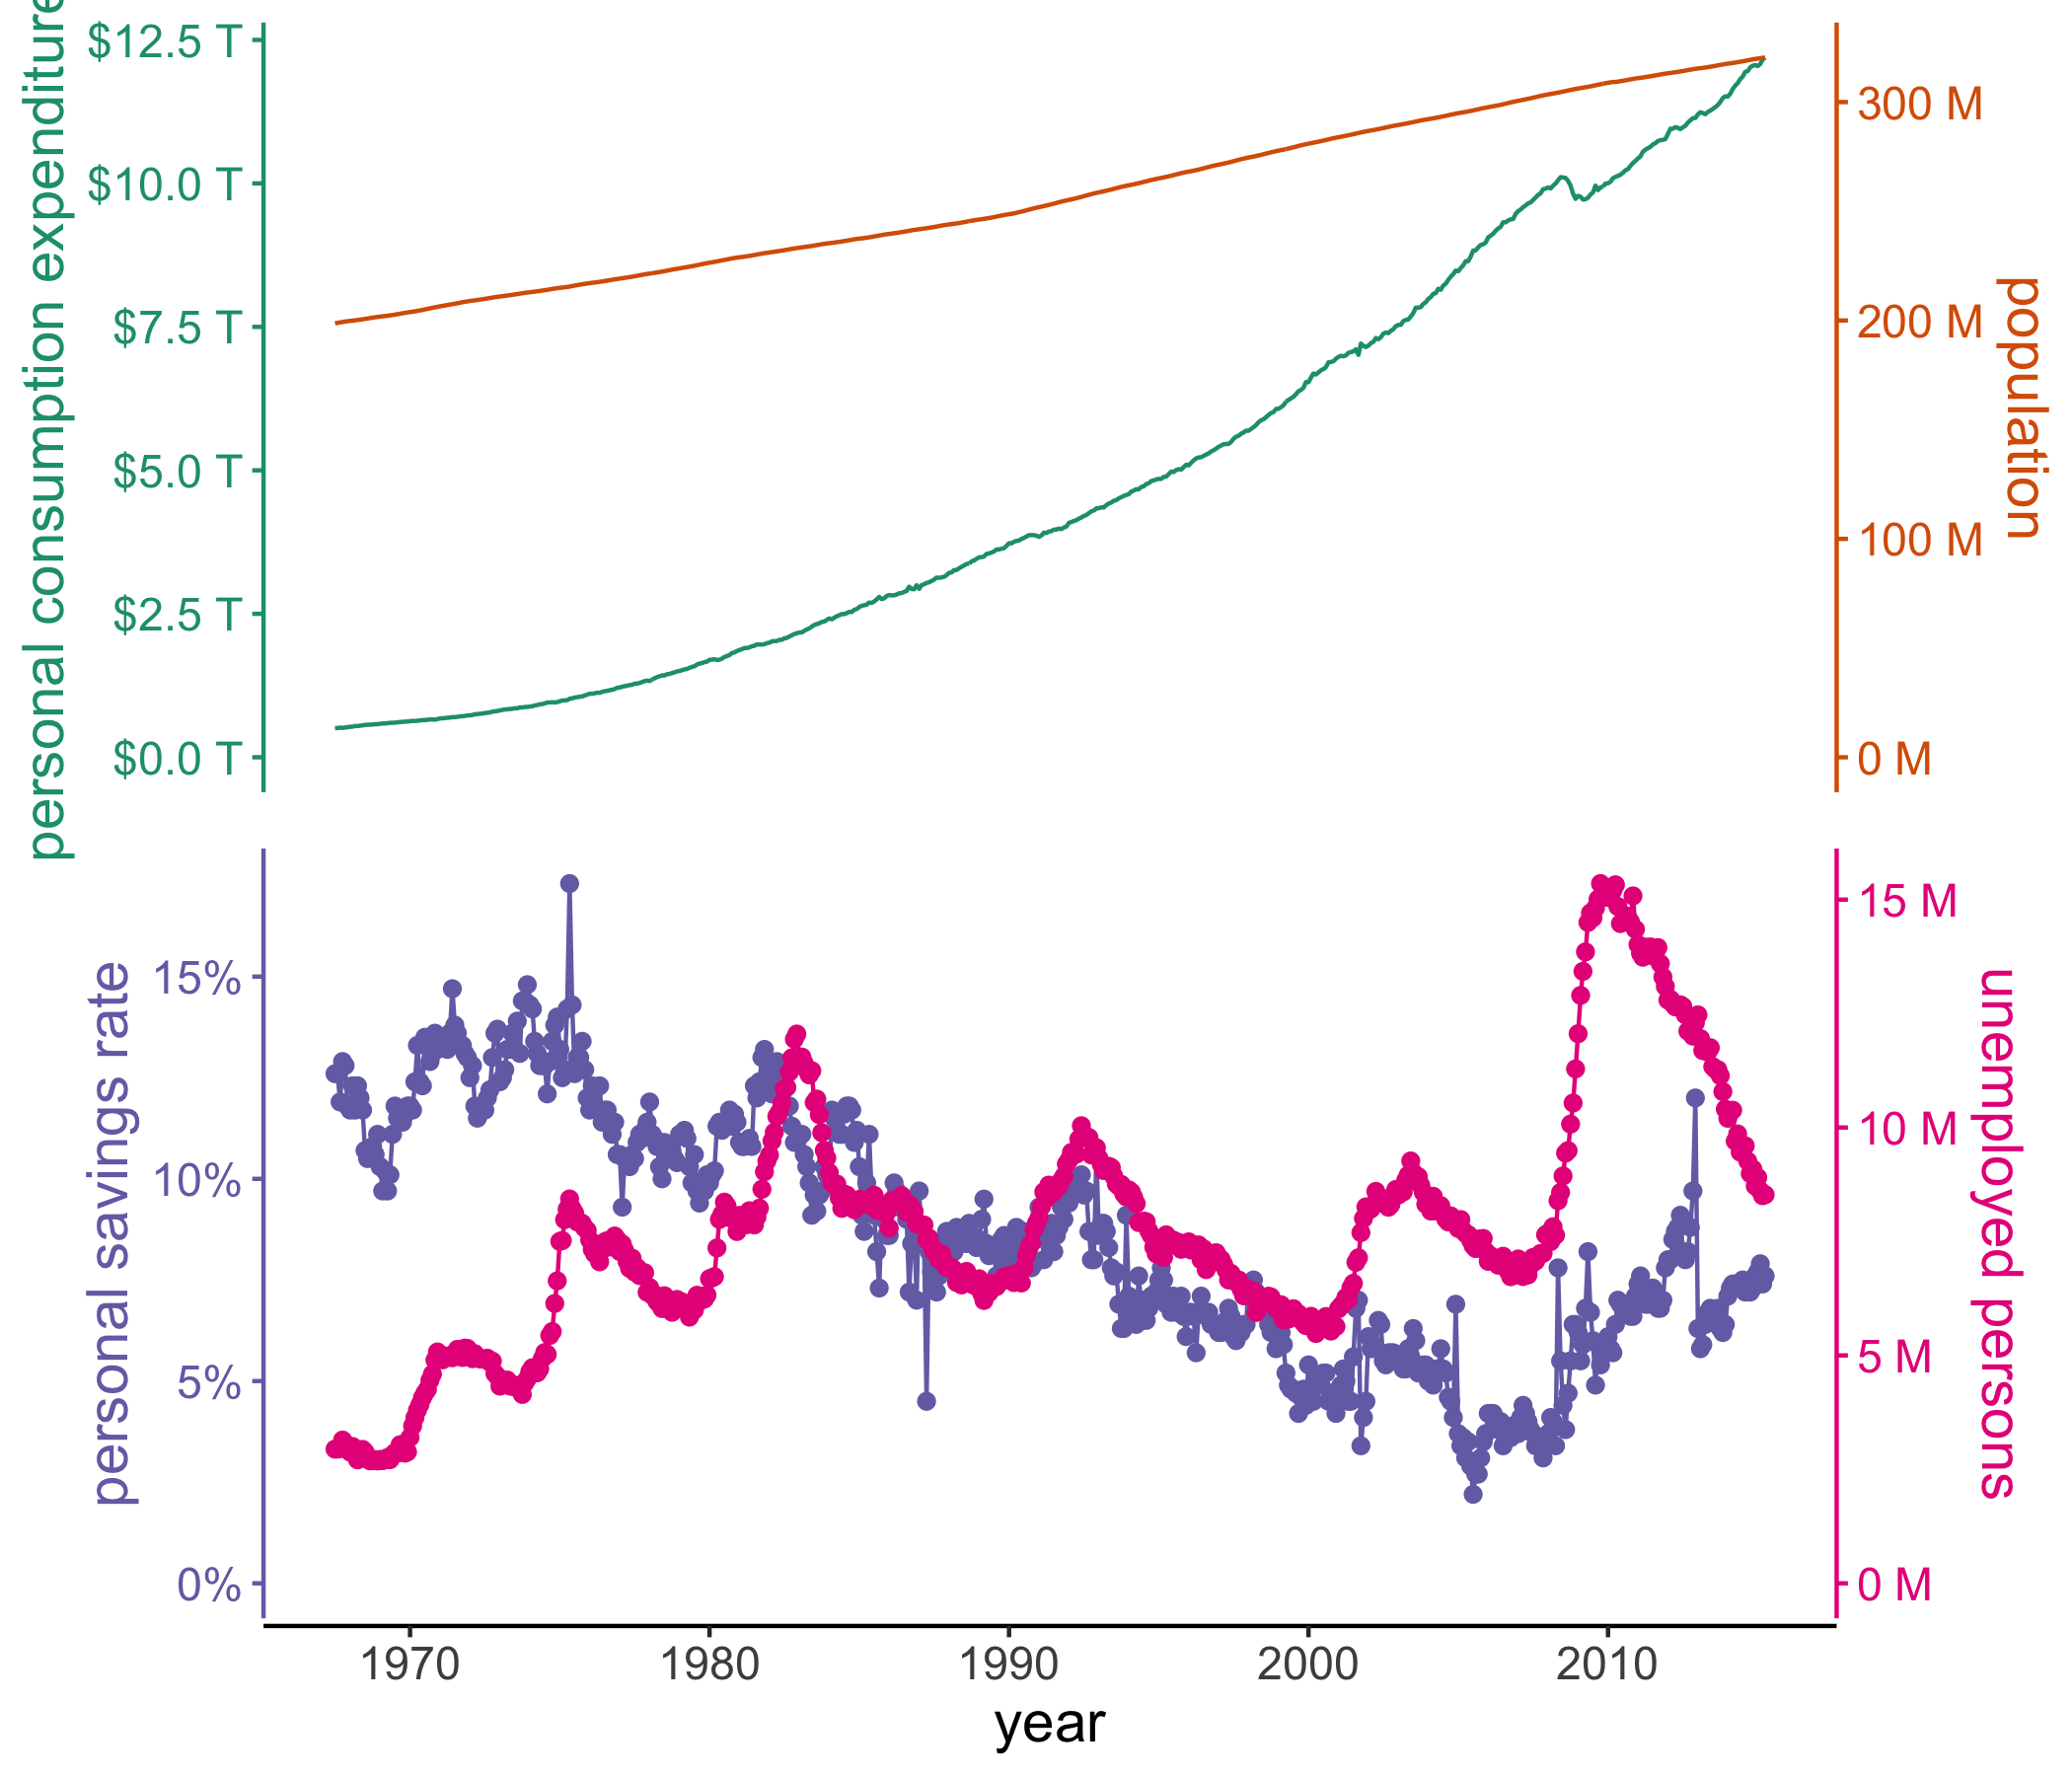 personal consumption expenditure
$12.5 T
$10.0 T
$7.5 T
$5.0 T
$2.5 T
$0.0 T
300 M
200 M
100 M
0 M
population
personal savings rate
15%
10%
5%
0%
15 M
10 M
5 M
0 M
unemployed persons
1970
1980
1990
2000
2010
year